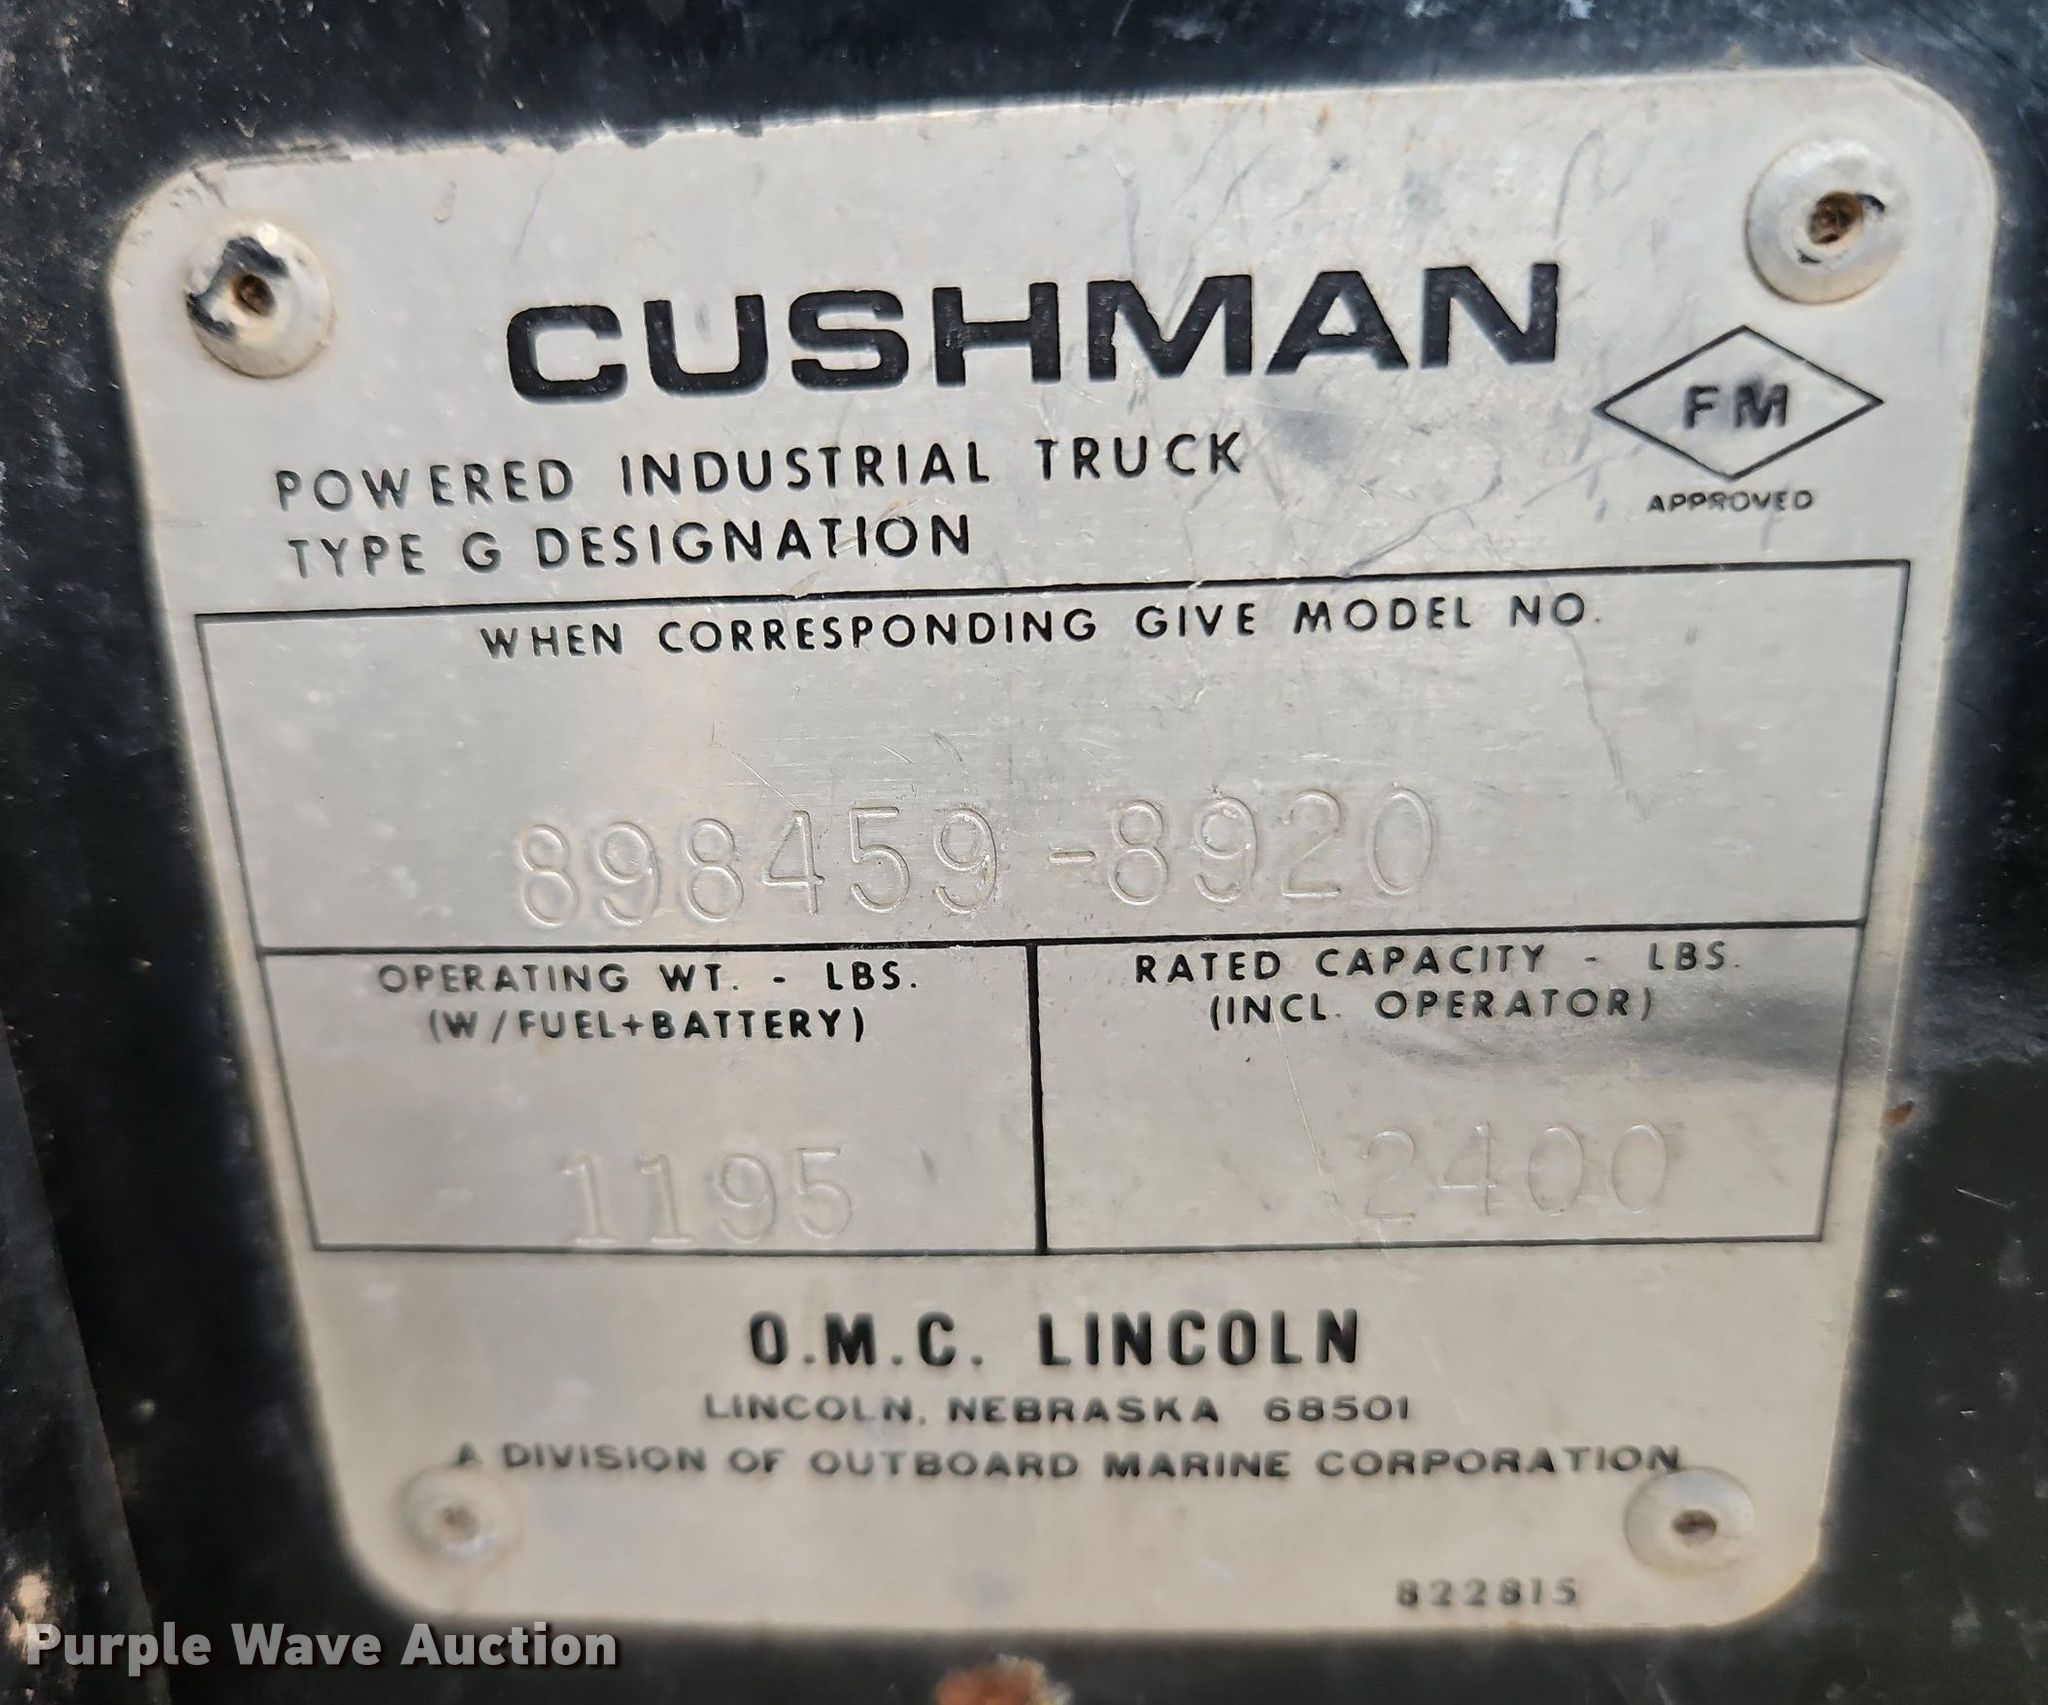 CUSHMAN
FM
APPROVED
POWERED INDUSTRIAL TRUCK
TYPE G DESIGNATION
WHEN CORRESPONDING GIVE MODEL NO.
898459-8920
OPERATING WT. - LBS.
(W/FUEL+BATTERY)
1195
RATED CAPACITY - LBS.
(INCL. OPERATOR)
2400
O.M.C. LINCOLN
LINCOLN, NEBRASKA 68501
A DIVISION OF OUTBOARD MARINE CORPORATION
822815
Purple Wave Auction